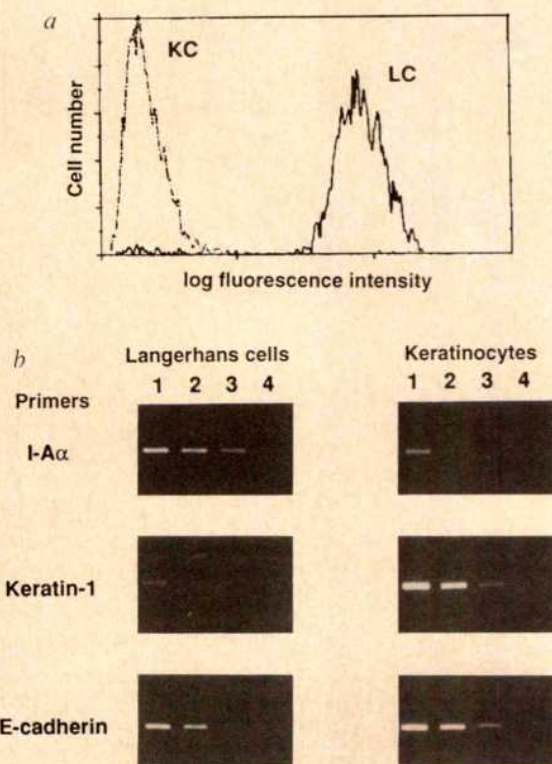 a
KC
LC
Cell number
log fluorescence intensity
b
Langerhans cells
Keratinocytes
Primers
1 2 3 4
1 2 3 4
I-Aα
Keratin-1
E-cadherin